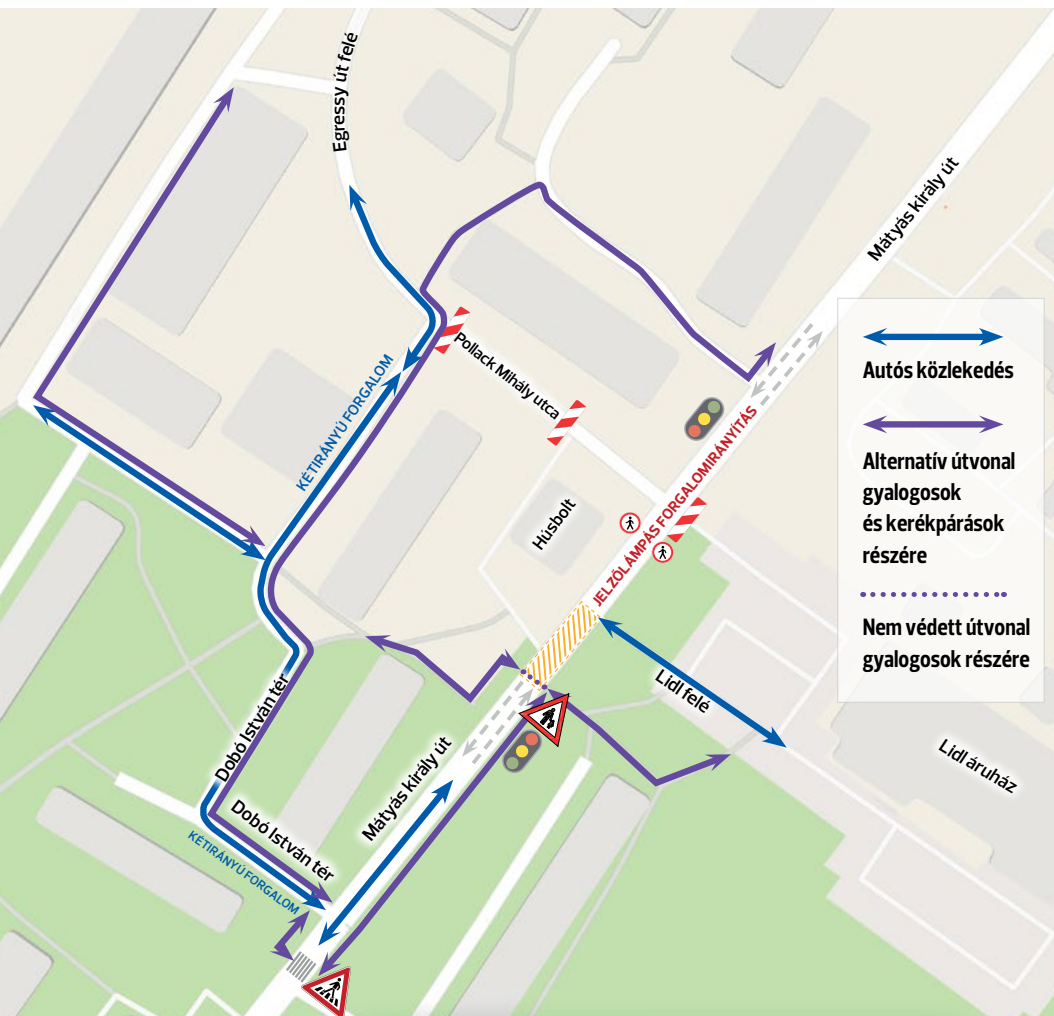 Egressy út felé
Mátyás király út
KÉTIRÁNYÚ FORGALOM
Pollack Mihály utca
Húsbolt
JELZŐLÁMPÁS FORGALOMIRÁNYÍTÁS
Autós közlekedés
Alternatív útvonal
gyalogosok
és kerékpárások
részére
Nem védett útvonal
gyalogosok részére
Lidl felé
Lidl áruház
Dobó István tér
Mátyás király út
Dobó István tér
KÉTIRÁNYÚ FORGALOM